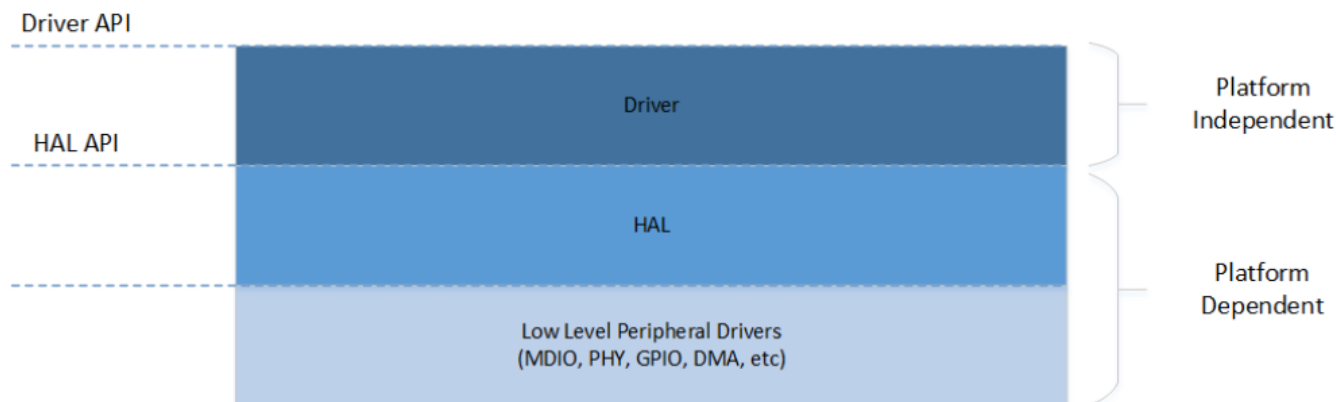 Driver API
Driver
Platform
Independent
HAL API
HAL
Platform
Dependent
Low Level Peripheral Drivers
(MDIO, PHY, GPIO, DMA, etc)